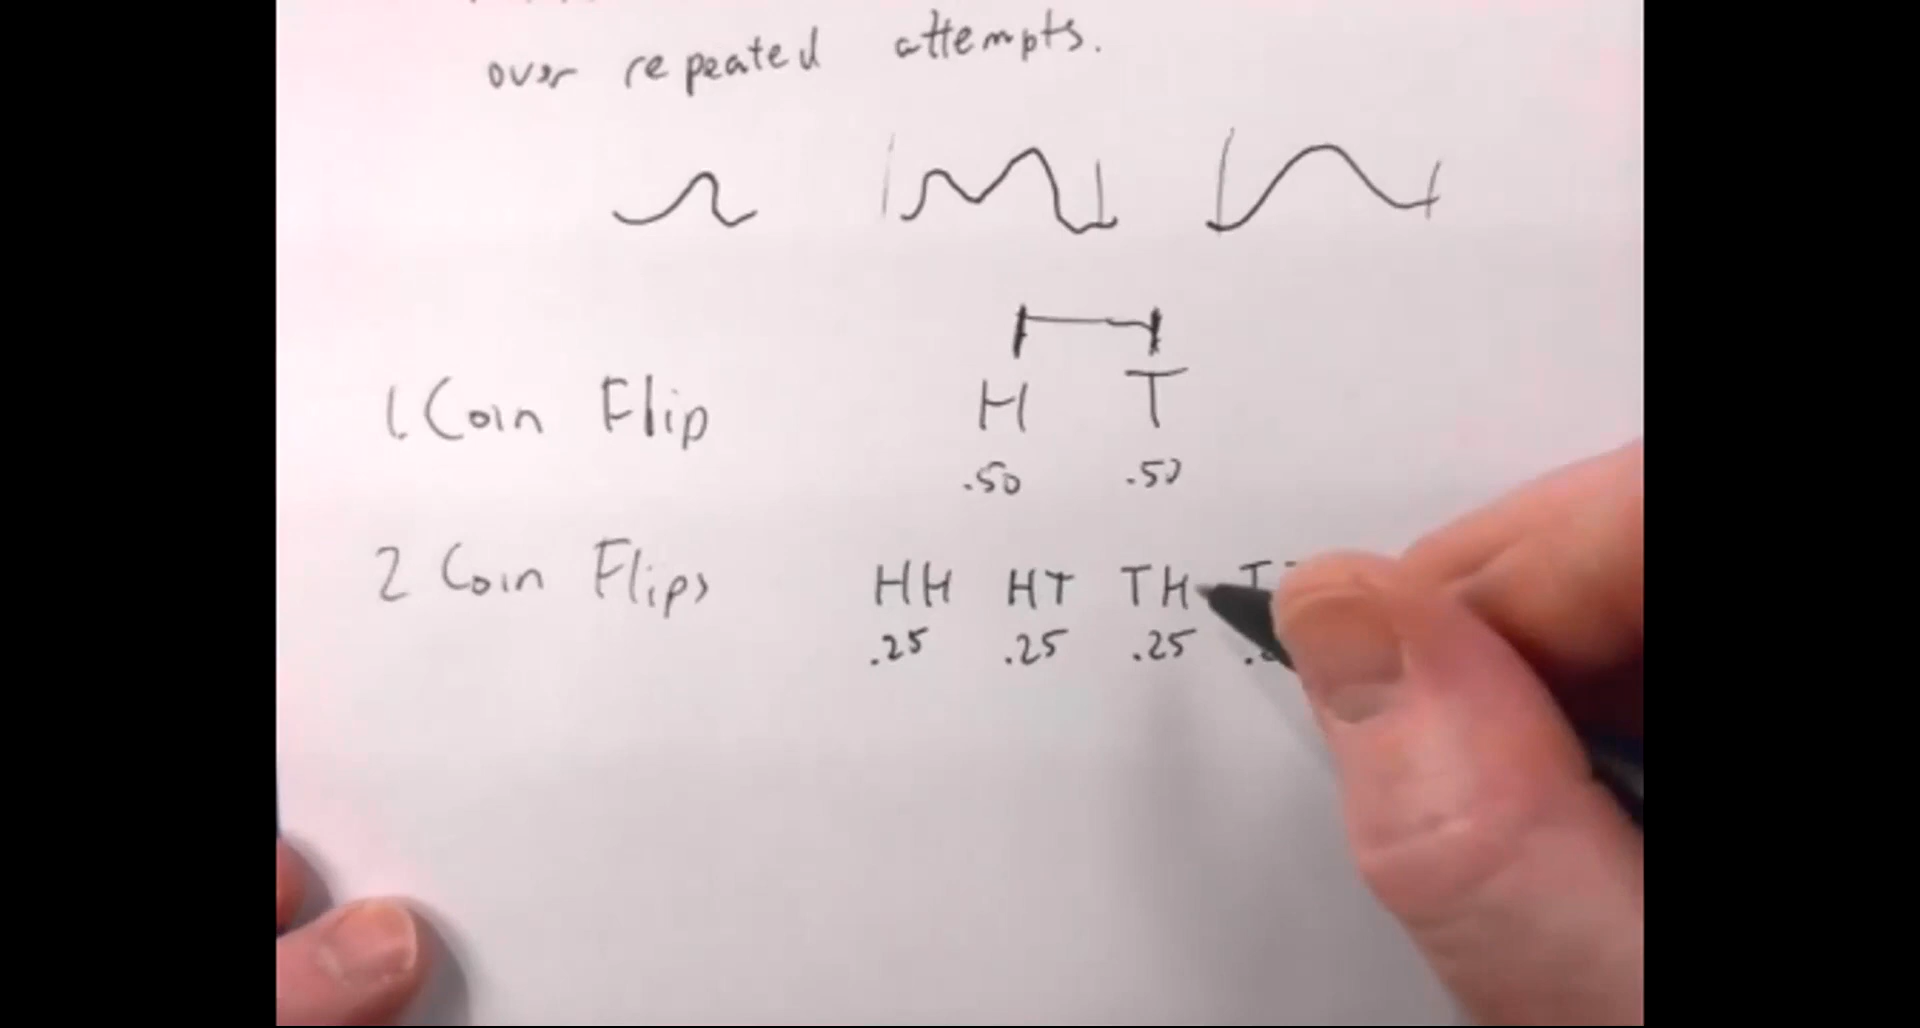 over repeated attempts.
H T
1. Coin Flip
.50 .50
2 Coin Flips HH HT TH
.25 .25 .25